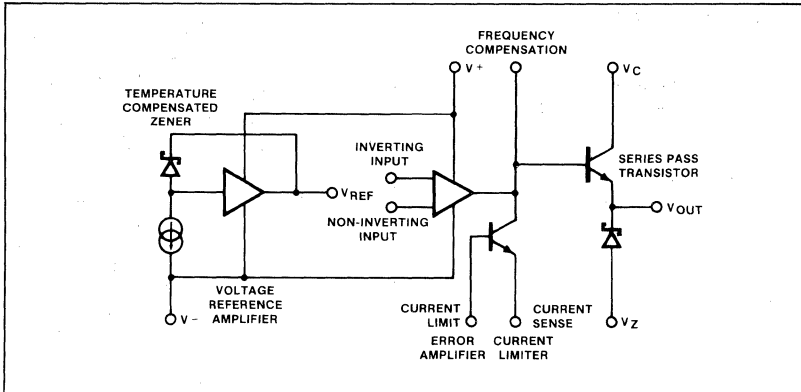 FREQUENCY
COMPENSATION
V+
VC
TEMPERATURE
COMPENSATED
ZENER
INVERTING
INPUT
SERIES PASS
TRANSISTOR
VREF
VOUT
NON-INVERTING
INPUT
VOLTAGE
REFERENCE
AMPLIFIER
V-
CURRENT
LIMIT
CURRENT
SENSE
VZ
ERROR
AMPLIFIER
CURRENT
LIMITER